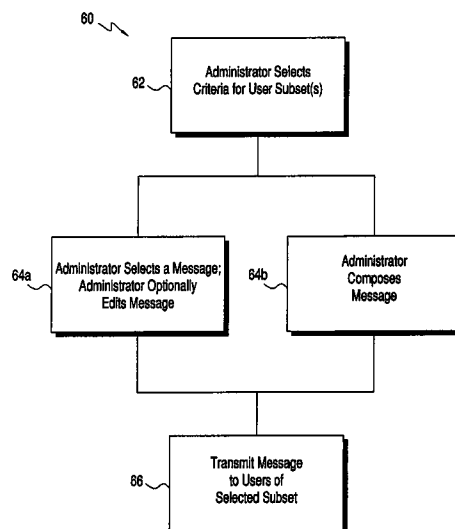 60
62
Administrator Selects
Criteria for User Subset(s)
64a
Administrator Selects a Message;
Administrator Optionally
Edits Message
64b
Administrator
Composes
Message
86
Transmit Message
to Users of
Selected Subset